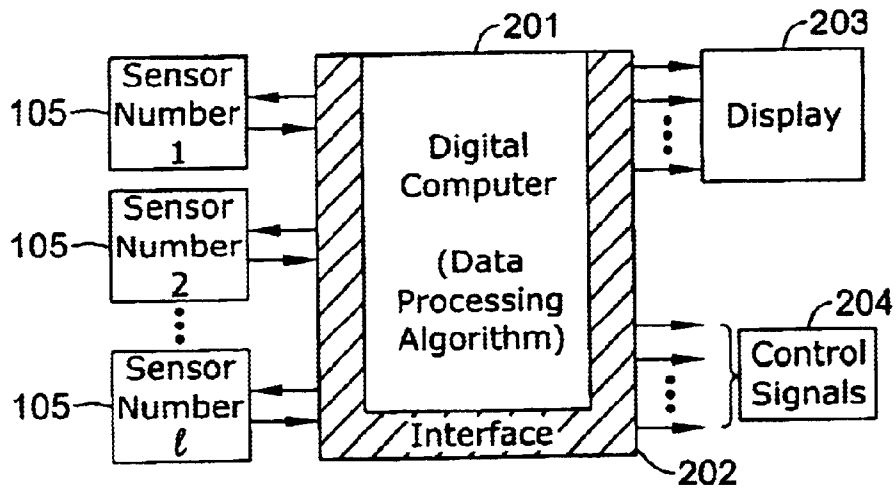 201
203
105
Sensor
Number
1
Digital
Computer
(Data
Processing
Algorithm)
Display
105
Sensor
Number
2
204
Control
Signals
105
Sensor
Number
ℓ
Interface
202